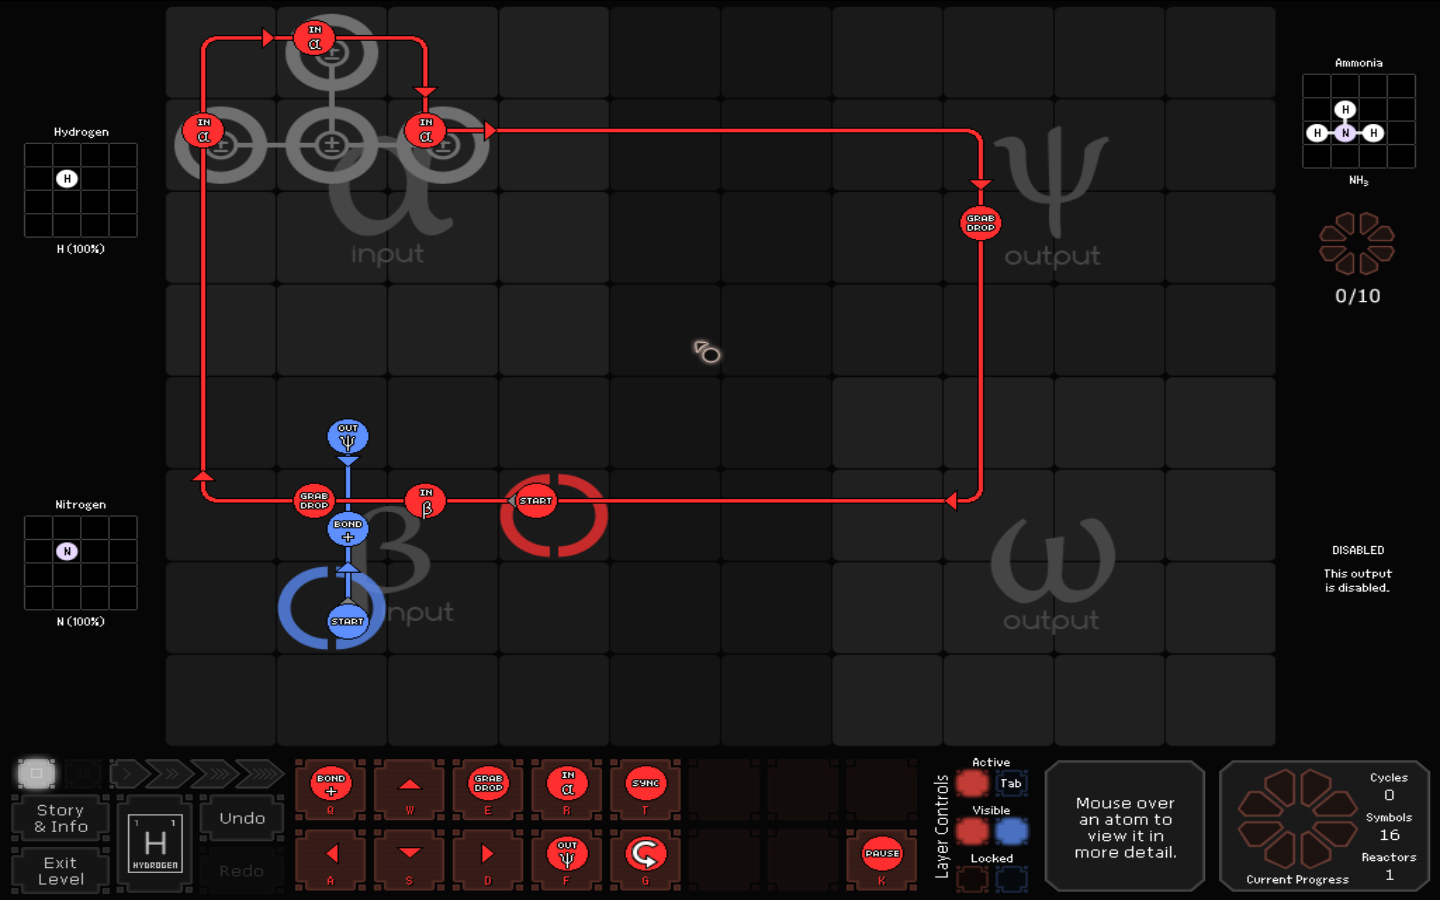 Hydrogen
H
H (100%)
Nitrogen
N
N (100%)
IN
α
IN
α
IN
α
α
input
ψ
output
GRAB
DROP
OUT
ψ
GRAB
DROP
IN
β
START
BOND
+
β
input
START
ω
output
Ammonia
H
H N H
NH₃
0/10
DISABLED
This output
is disabled.
Story
& Info
Exit
Level
1 1
H
HYDROGEN
Undo
Redo
BOND
+
Q
W
GRAB
DROP
E
IN
α
R
SYNC
T
A
S
D
OUT
ψ
F
G
PAUSE
K
Layer Controls
Active
Tab
Visible
Locked
Mouse over
an atom to
view it in
more detail.
Cycles
0
Symbols
16
Reactors
1
Current Progress